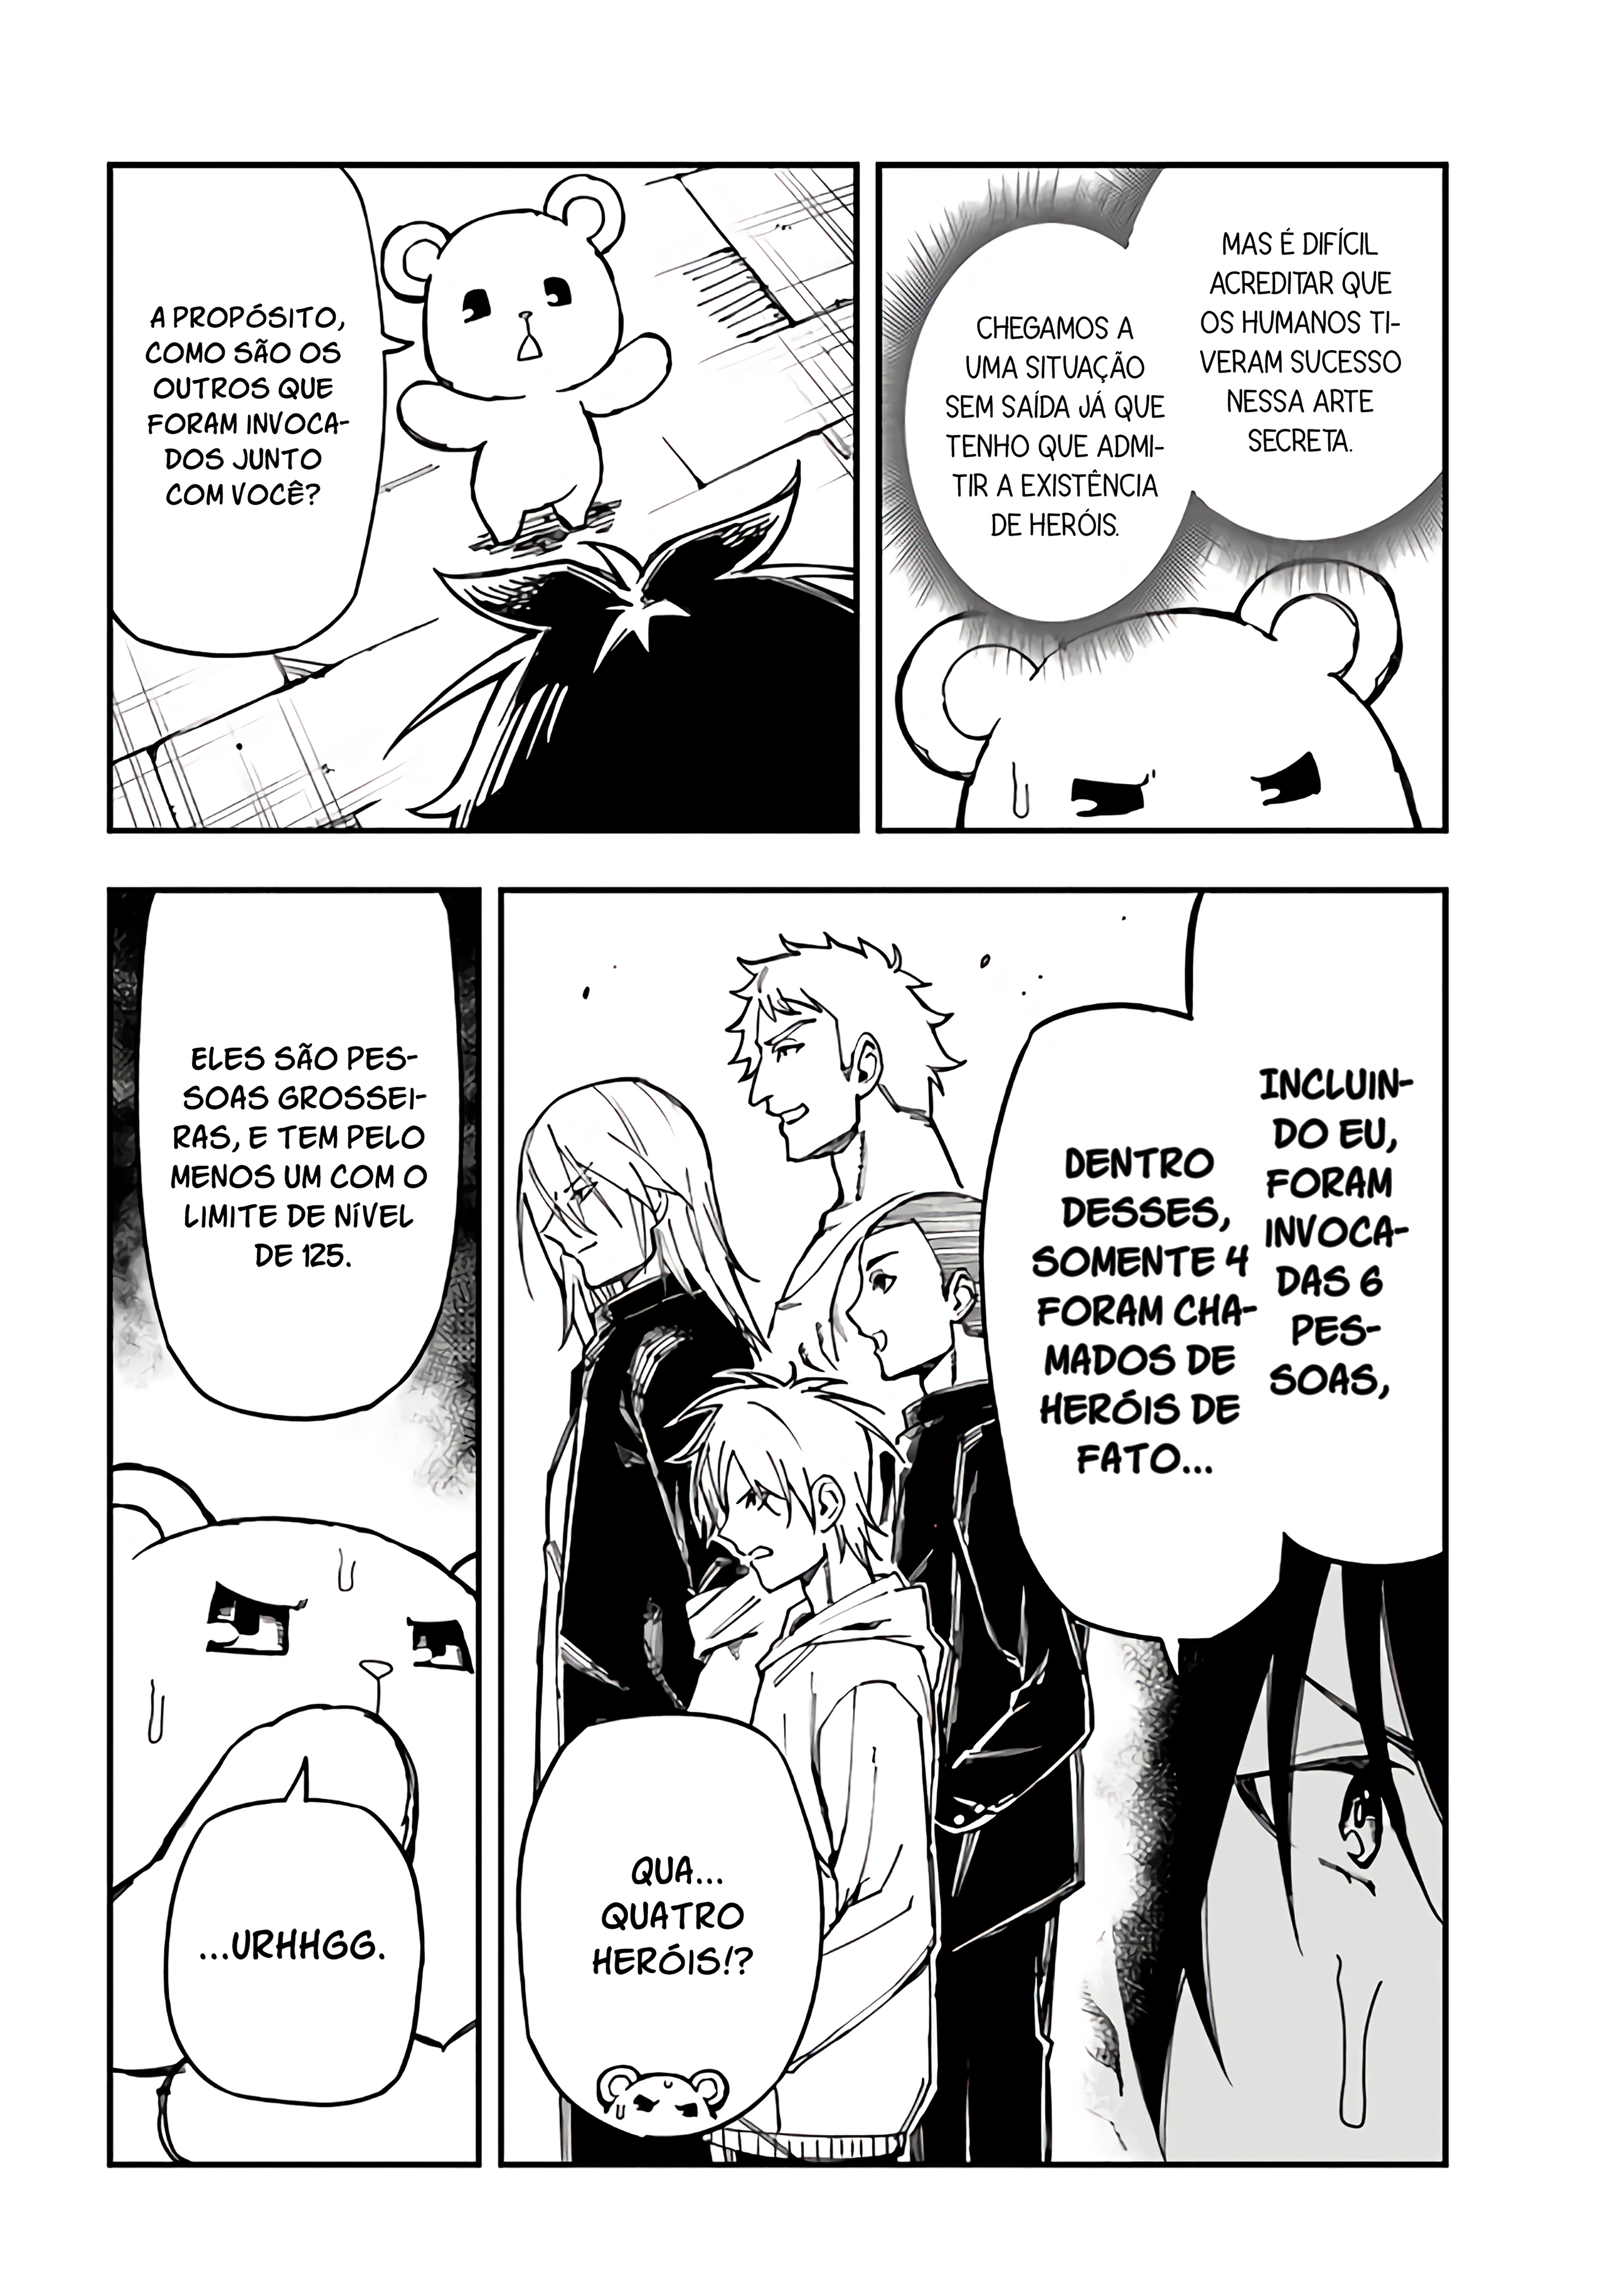 MAS É DIFÍCIL
ACREDITAR QUE
OS HUMANOS TI-
VERAM SUCESSO
NESSA ARTE
SECRETA.
CHEGAMOS A
UMA SITUAÇÃO
SEM SAÍDA JÁ QUE
TENHO QUE ADMI-
TIR A EXISTÊNCIA
DE HERÓIS.
A PROPÓSITO,
COMO SÃO OS
OUTROS QUE
FORAM INVOCA-
DOS JUNTO
COM VOCÊ?
INCLUIN-
DO EU,
FORAM
INVOCA-
DAS 6
PES-
SOAS,
DENTRO
DESSES,
SOMENTE 4
FORAM CHA-
MADOS DE
HERÓIS DE
FATO...
QUA...
QUATRO
HERÓIS!?
ELES SÃO PES-
SOAS GROSSEI-
RAS, E TEM PELO
MENOS UM COM O
LIMITE DE NÍVEL
DE 125.
...URHHGG.